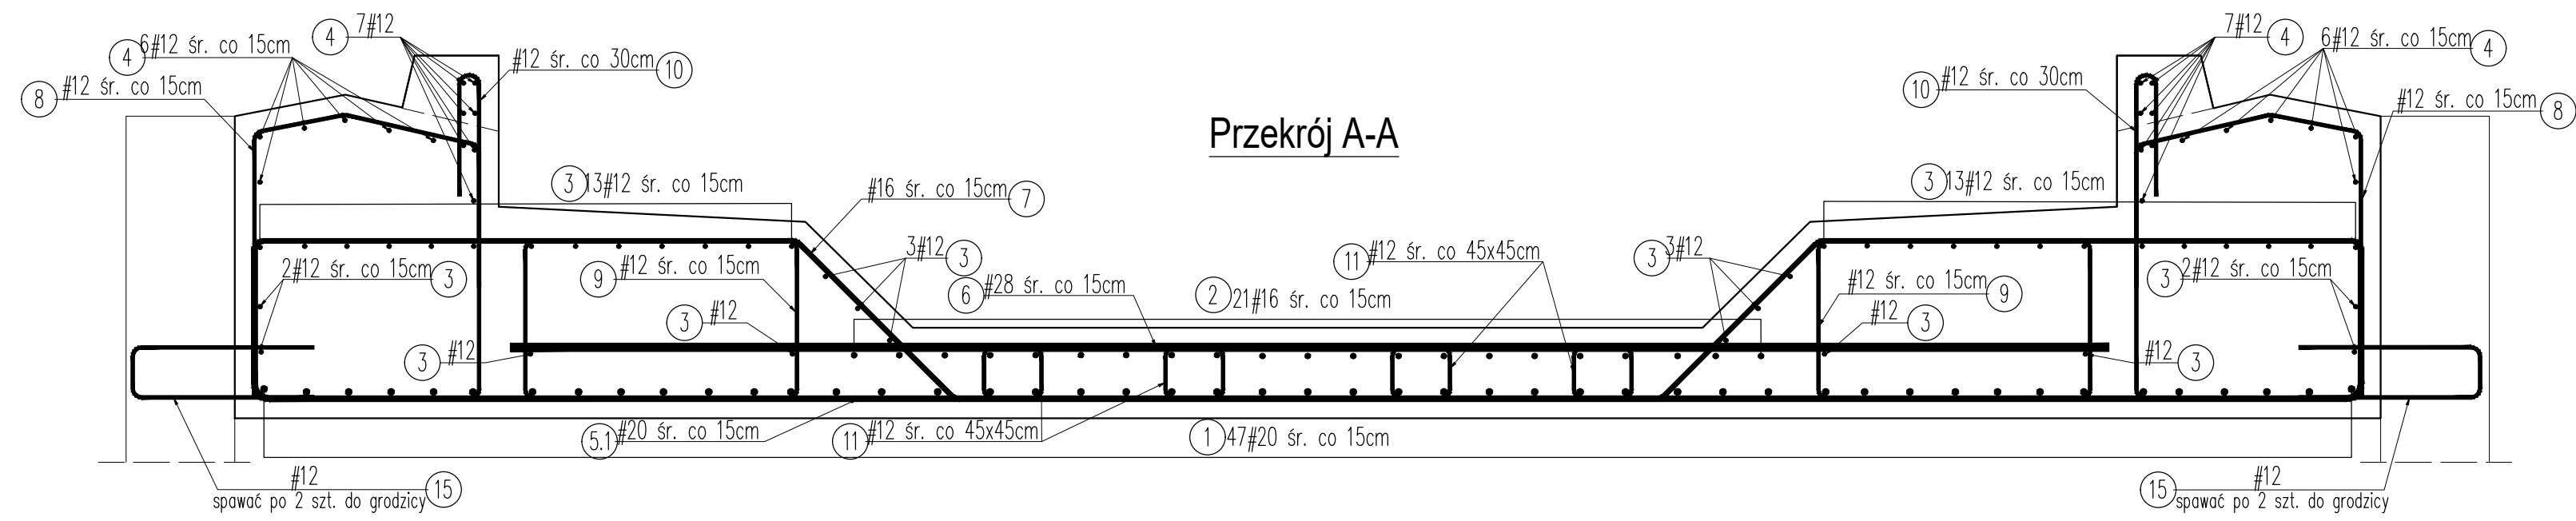 7#12
4
6#12 śr. co 15cm
4
#12 śr. co 30cm
10
#12 śr. co 15cm
8
7#12
4
6#12 śr. co 15cm
4
10
#12 śr. co 30cm
#12 śr. co 15cm
8
Przekrój A-A
3
13#12 śr. co 15cm
#16 śr. co 15cm
7
3
13#12 śr. co 15cm
2#12 śr. co 15cm
3
9
#12 śr. co 15cm
3#12
3
6
#28 śr. co 15cm
11
#12 śr. co 45x45cm
2
21#16 śr. co 15cm
3
3#12
#12 śr. co 15cm
9
3
2#12 śr. co 15cm
3
#12
3
#12
#12
3
#12
3
5.1
#20 śr. co 15cm
11
#12 śr. co 45x45cm
1
47#20 śr. co 15cm
#12
15
spawać po 2 szt. do grodzicy
#12
15
spawać po 2 szt. do grodzicy